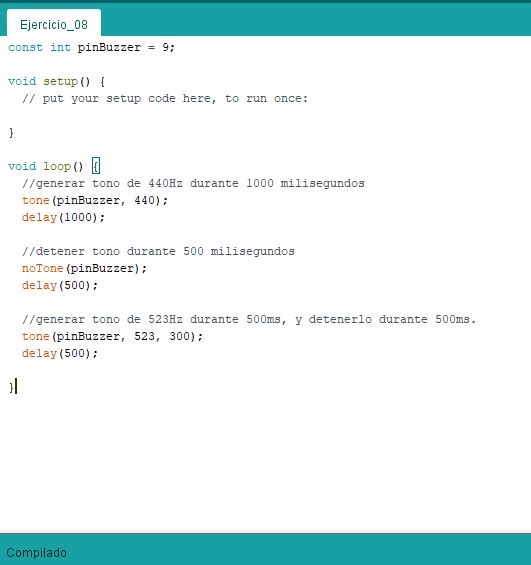 Ejercicio_08
const int pinBuzzer = 9;
void setup() {
// put your setup code here, to run once:
}
void loop() {
//generar tono de 440Hz durante 1000 milisegundos
tone(pinBuzzer, 440);
delay(1000);
//detener tono durante 500 milisegundos
noTone(pinBuzzer);
delay(500);
//generar tono de 523Hz durante 500ms, y detenerlo durante 500ms.
tone(pinBuzzer, 523, 300);
delay(500);
}
Compilado